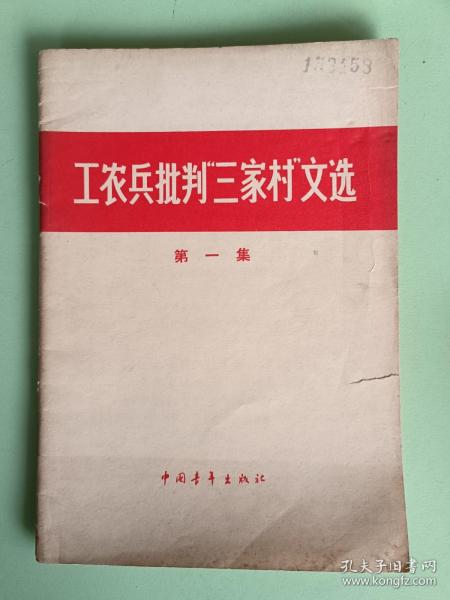 工农兵批判“三家村”文选
第一集
中国青年出版社
孔夫子旧书网
www.kongfz.com